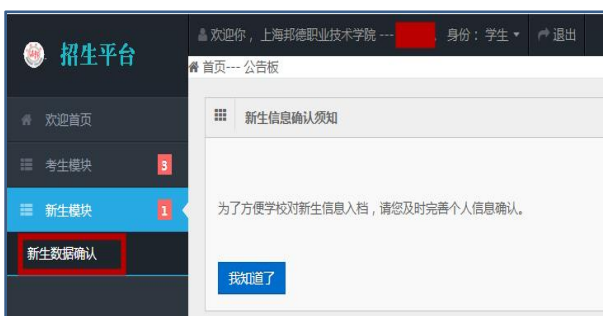 招生平台
欢迎你，上海邦德职业技术学院 --- 身份：学生 退出
首页--- 公告板
欢迎首页
考生模块 3
新生模块 1
新生数据确认
新生信息确认须知
为了方便学校对新生信息入档，请您及时完善个人信息确认。
我知道了